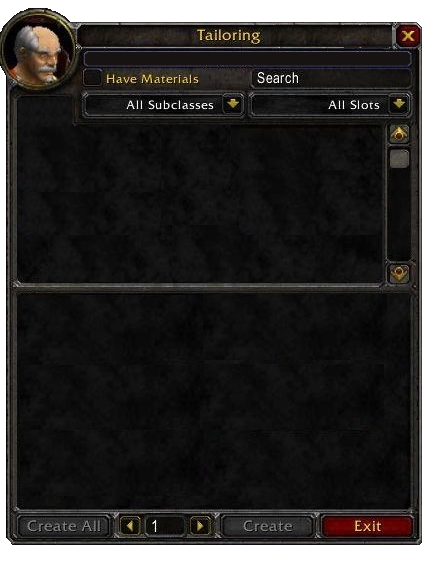 Tailoring
Have Materials Search
All Subclasses All Slots
Create All 1 Create Exit